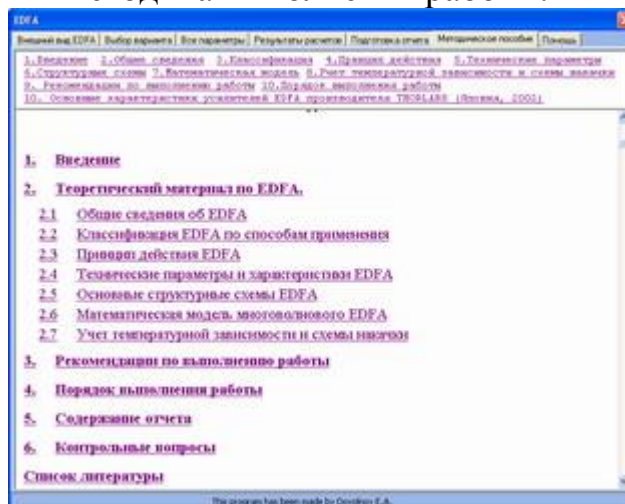 EDFA
Внешний вид EDFA Выбор варианта Все параметры Результаты расчетов Подготовка отчета Методическое пособие Помощь
1.Введение 2.Общие сведения 3.Классификация 4.Принцип действия 5.Технические параметры
6.Структурные схемы 7.Математическая модель 8.Учет температурной зависимости и схемы накачки
9. Рекомендации по выполнению работы 10.Порядок выполнения работы
10. Основные характеристики усилителей EDFA производителя THORLABS (Япония, 2002)
1. Введение
2. Теоретический материал по EDFA.
2.1 Общие сведения об EDFA
2.2 Классификация EDFA по способам применения
2.3 Принцип действия EDFA
2.4 Технические параметры и характеристики EDFA
2.5 Основные структурные схемы EDFA
2.6 Математическая модель многоволнового EDFA
2.7 Учет температурной зависимости и схемы накачки
3. Рекомендации по выполнению работы
4. Порядок выполнения работы
5. Содержание отчета
6. Контрольные вопросы
Список литературы
This program has been made by